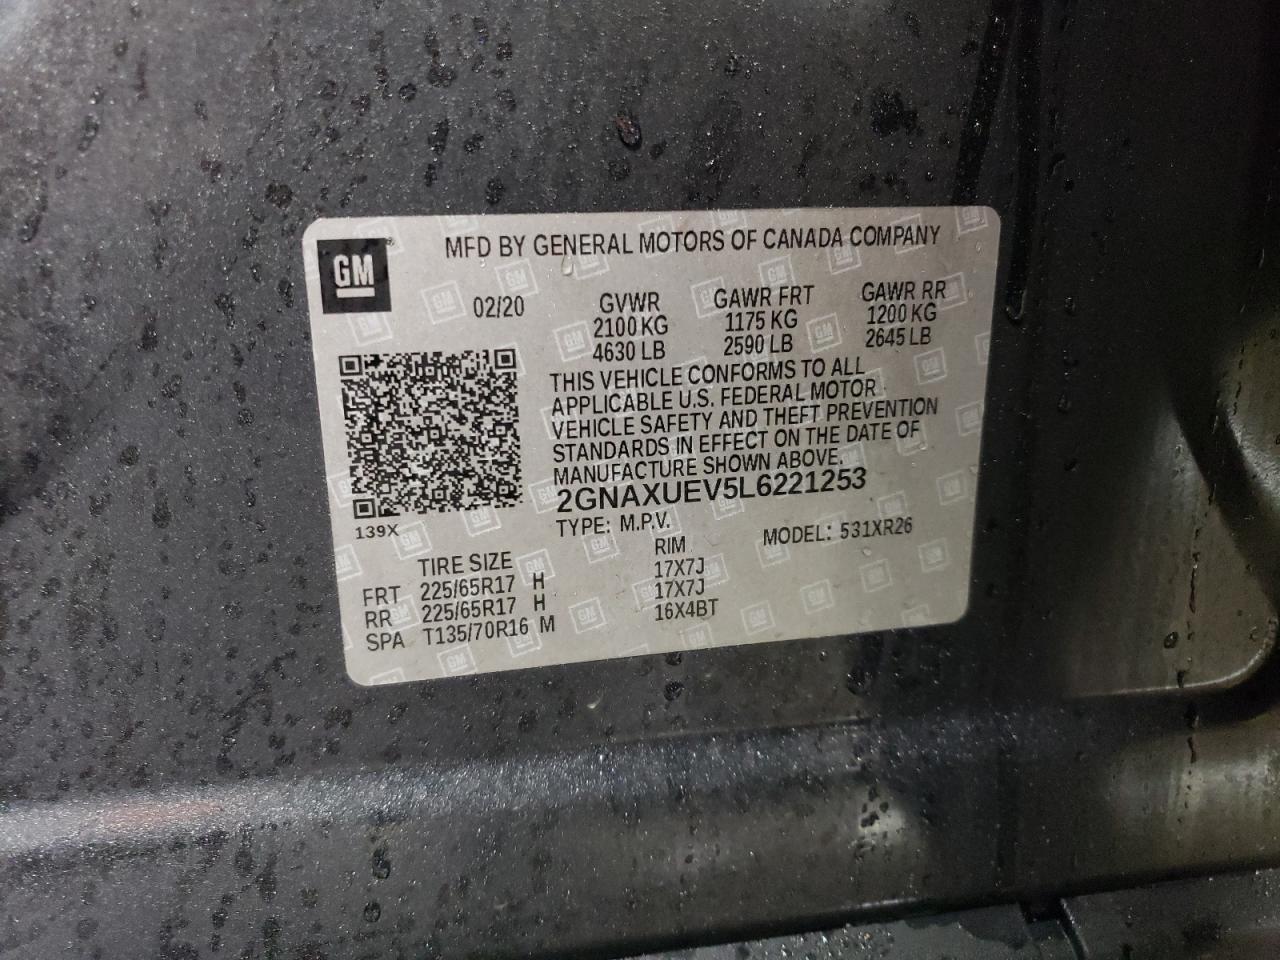 GM
MFD BY GENERAL MOTORS OF CANADA COMPANY
02/20 GVWR GAWR FRT GAWR RR
2100 KG 1175 KG 1200 KG
4630 LB 2590 LB 2645 LB
THIS VEHICLE CONFORMS TO ALL
APPLICABLE U.S. FEDERAL MOTOR
VEHICLE SAFETY AND THEFT PREVENTION
STANDARDS IN EFFECT ON THE DATE OF
MANUFACTURE SHOWN ABOVE.
2GNAXUEV5L6221253
139X TYPE: M.P.V. MODEL: 531XR26
TIRE SIZE RIM
FRT 225/65R17 H 17X7J
RR 225/65R17 H 17X7J
SPA T135/70R16 M 16X4BT